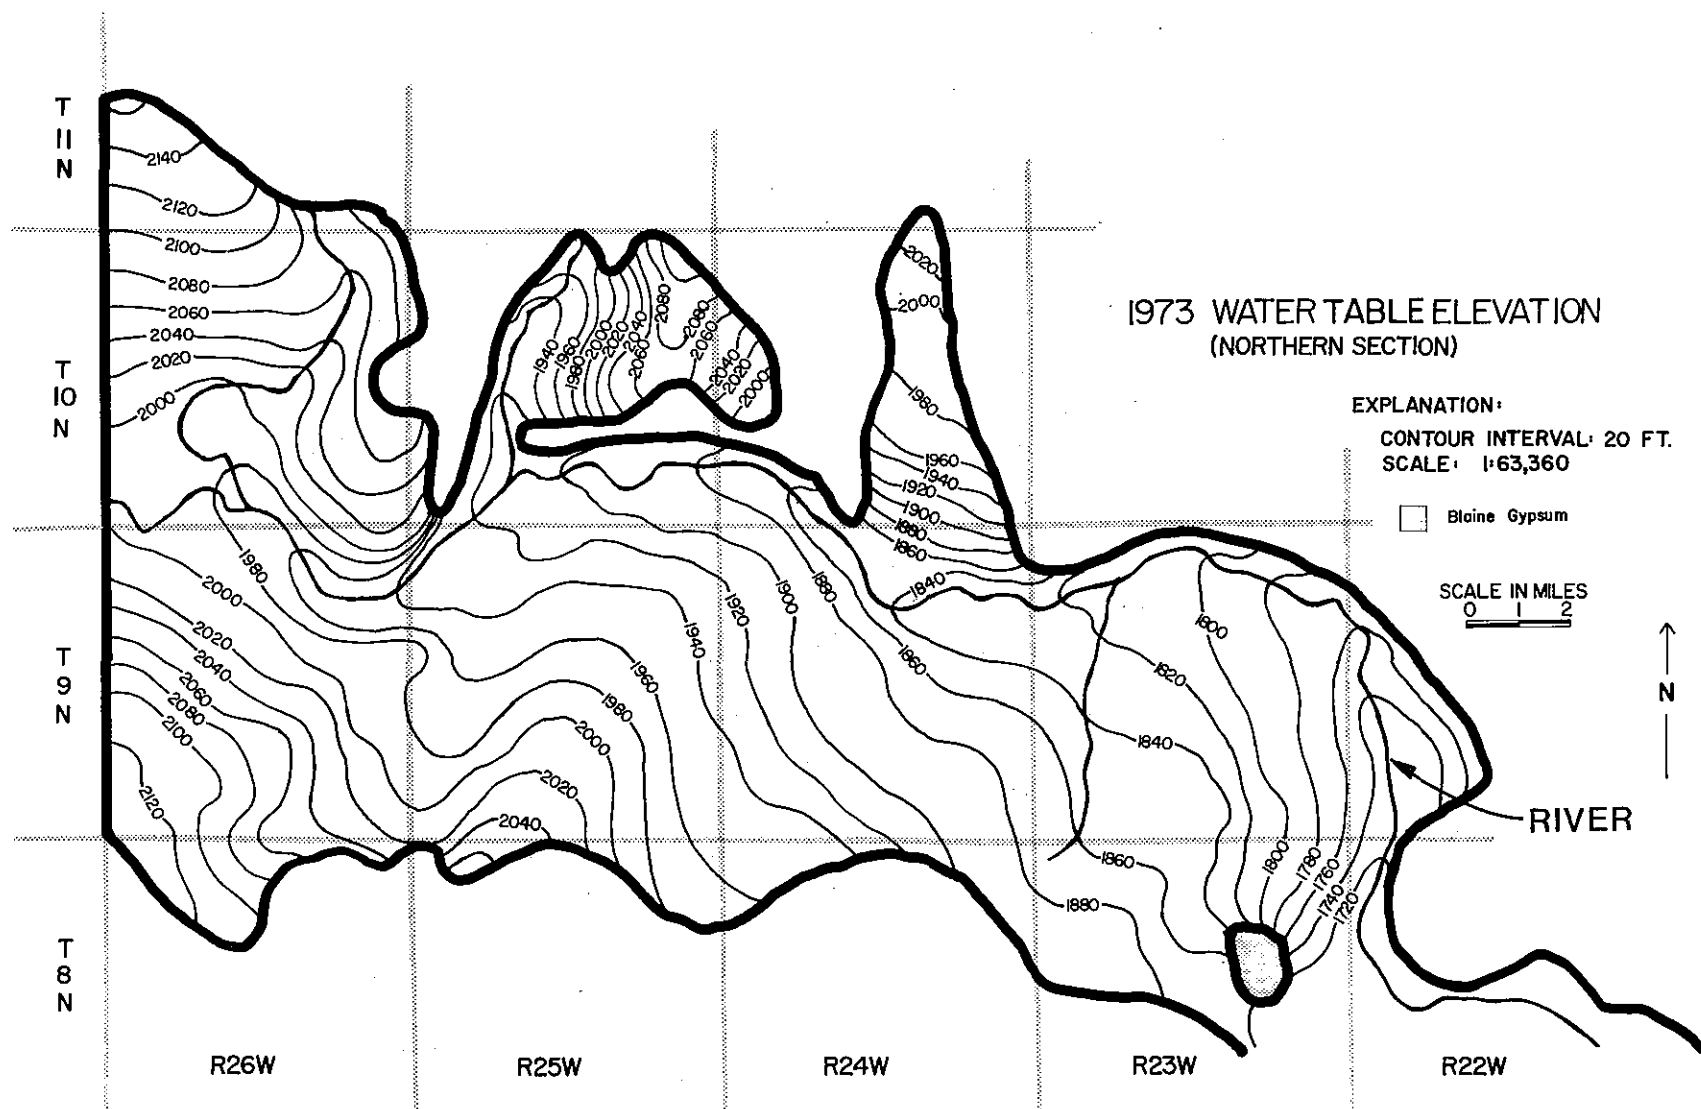 T
11
N
2140
2120
2100
2080
2060
2040
2020
2000
1940
1960
1980
2000
2020
2040
2060
2080
2080
2060
2040
2020
2000
2020
2000
1980
1960
1940
1920
1900
1880
1860
1840
1973 WATER TABLE ELEVATION
(NORTHERN SECTION)
EXPLANATION:
CONTOUR INTERVAL: 20 FT.
SCALE: 1:63,360
Blaine Gypsum
SCALE IN MILES
0 1 2
N
T
10
N
T
9
N
1980
2000
2020
2040
2060
2080
2100
2120
1960
1980
2000
2020
2040
1940
1920
1900
1880
1860
1800
1820
1840
1860
1880
1800
1780
1760
1740
1720
RIVER
T
8
N
R26W
R25W
R24W
R23W
R22W